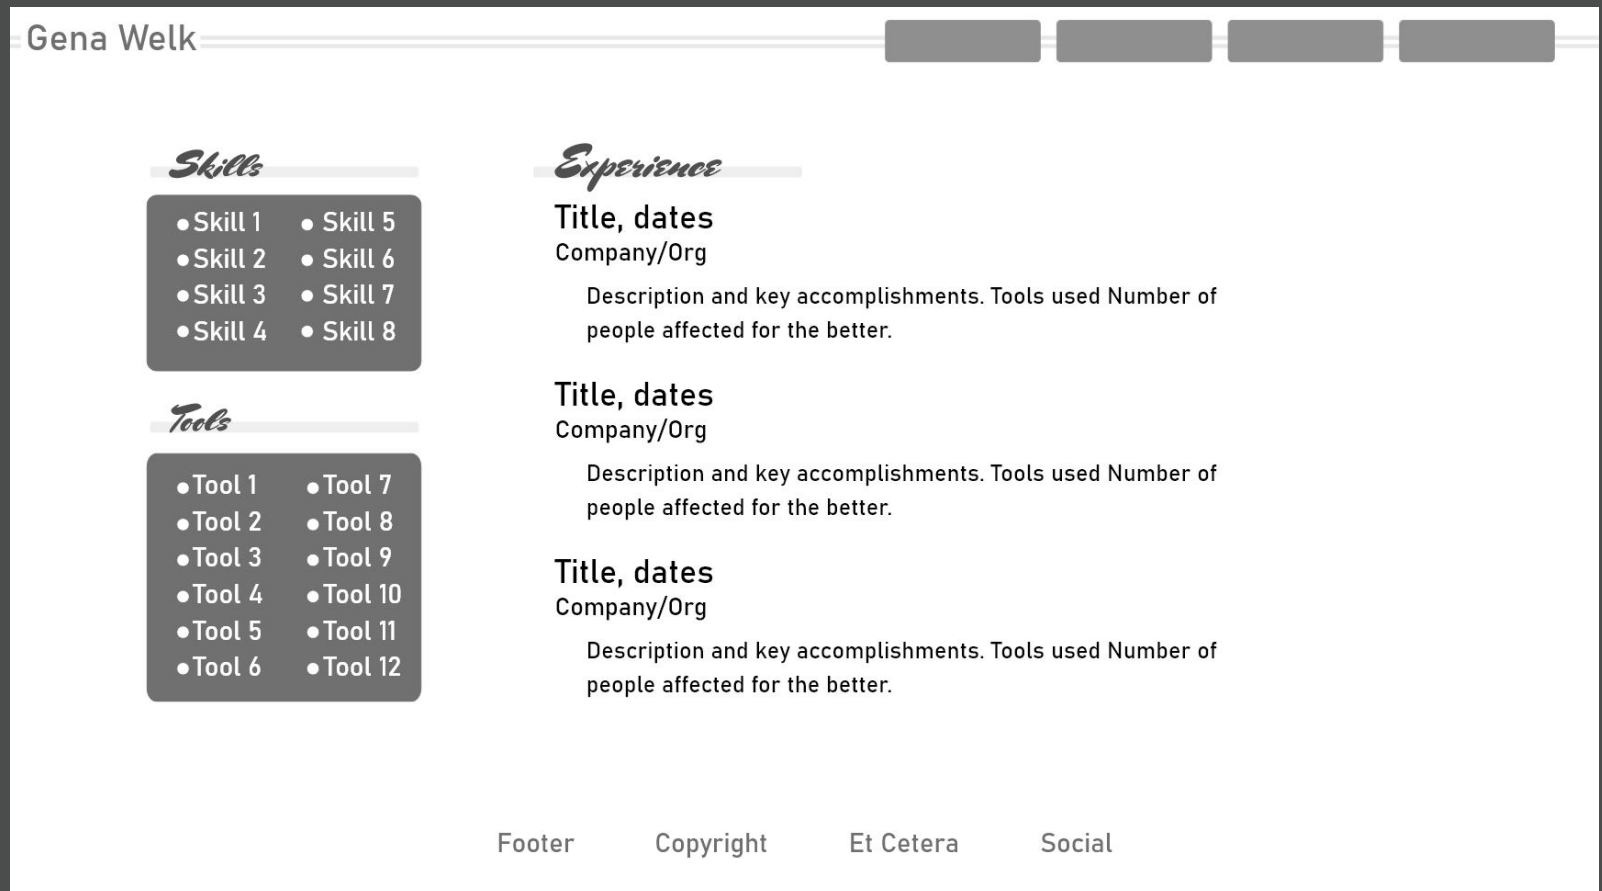 Gena Welk
Skills
Skill 1
Skill 2
Skill 3
Skill 4
Skill 5
Skill 6
Skill 7
Skill 8
Tools
Tool 1
Tool 2
Tool 3
Tool 4
Tool 5
Tool 6
Tool 7
Tool 8
Tool 9
Tool 10
Tool 11
Tool 12
Experience
Title, dates
Company/Org
Description and key accomplishments. Tools used Number of
people affected for the better.
Title, dates
Company/Org
Description and key accomplishments. Tools used Number of
people affected for the better.
Title, dates
Company/Org
Description and key accomplishments. Tools used Number of
people affected for the better.
Footer Copyright Et Cetera Social